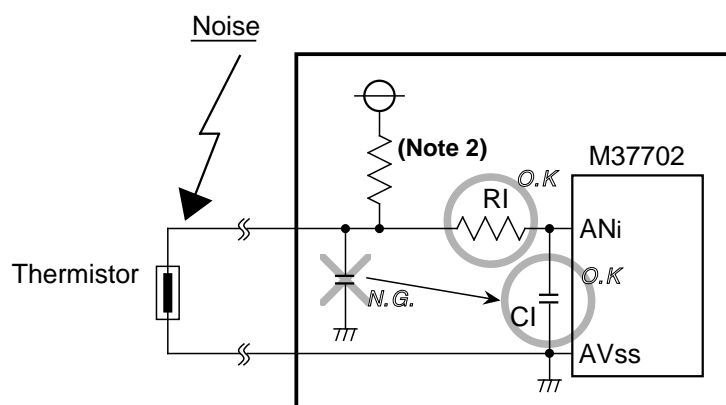 Noise
(Note 2)
M37702
O.K
RI
ANi
Thermistor
O.K
N.G.
CI
AVss